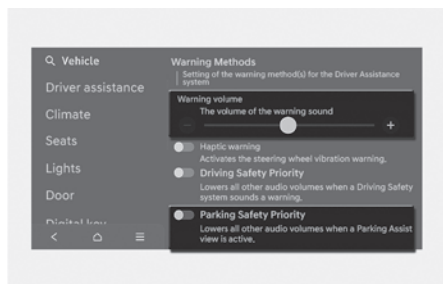 Vehicle
Driver assistance
Climate
Seats
Lights
Door
Digital key
Warning Methods
Setting of the warning method(s) for the Driver Assistance
system
Warning volume
The volume of the warning sound
Haptic warning
Activates the steering wheel vibration warning.
Driving Safety Priority
Lowers all other audio volumes when a Driving Safety
system sounds a warning.
Parking Safety Priority
Lowers all other audio volumes when a Parking Assist
view is active.